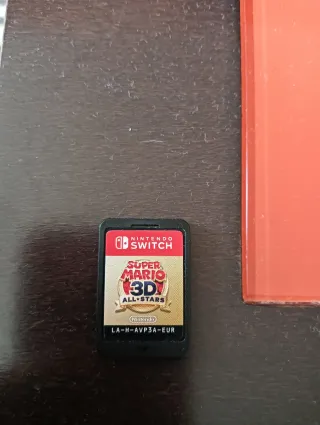 NINTENDO
SWITCH
SUPER
MARIO
3D
ALL★STARS
Nintendo
LA-H-AVP3A-EUR